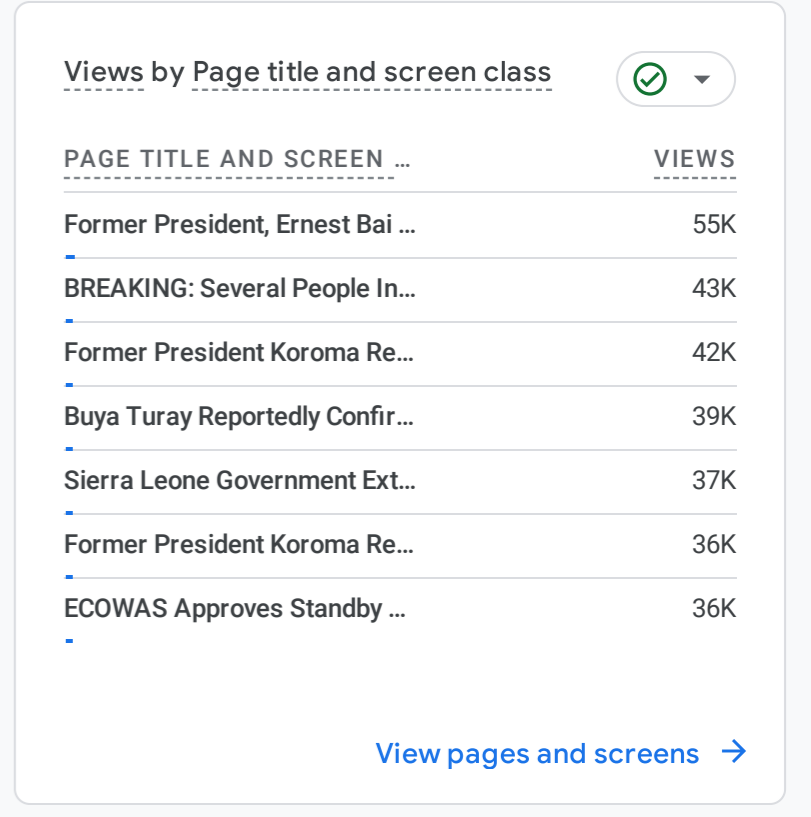 Views by Page title and screen class
PAGE TITLE AND SCREEN ... VIEWS
Former President, Ernest Bai ... 55K
BREAKING: Several People In... 43K
Former President Koroma Re... 42K
Buya Turay Reportedly Confir... 39K
Sierra Leone Government Ext... 37K
Former President Koroma Re... 36K
ECOWAS Approves Standby ... 36K
View pages and screens